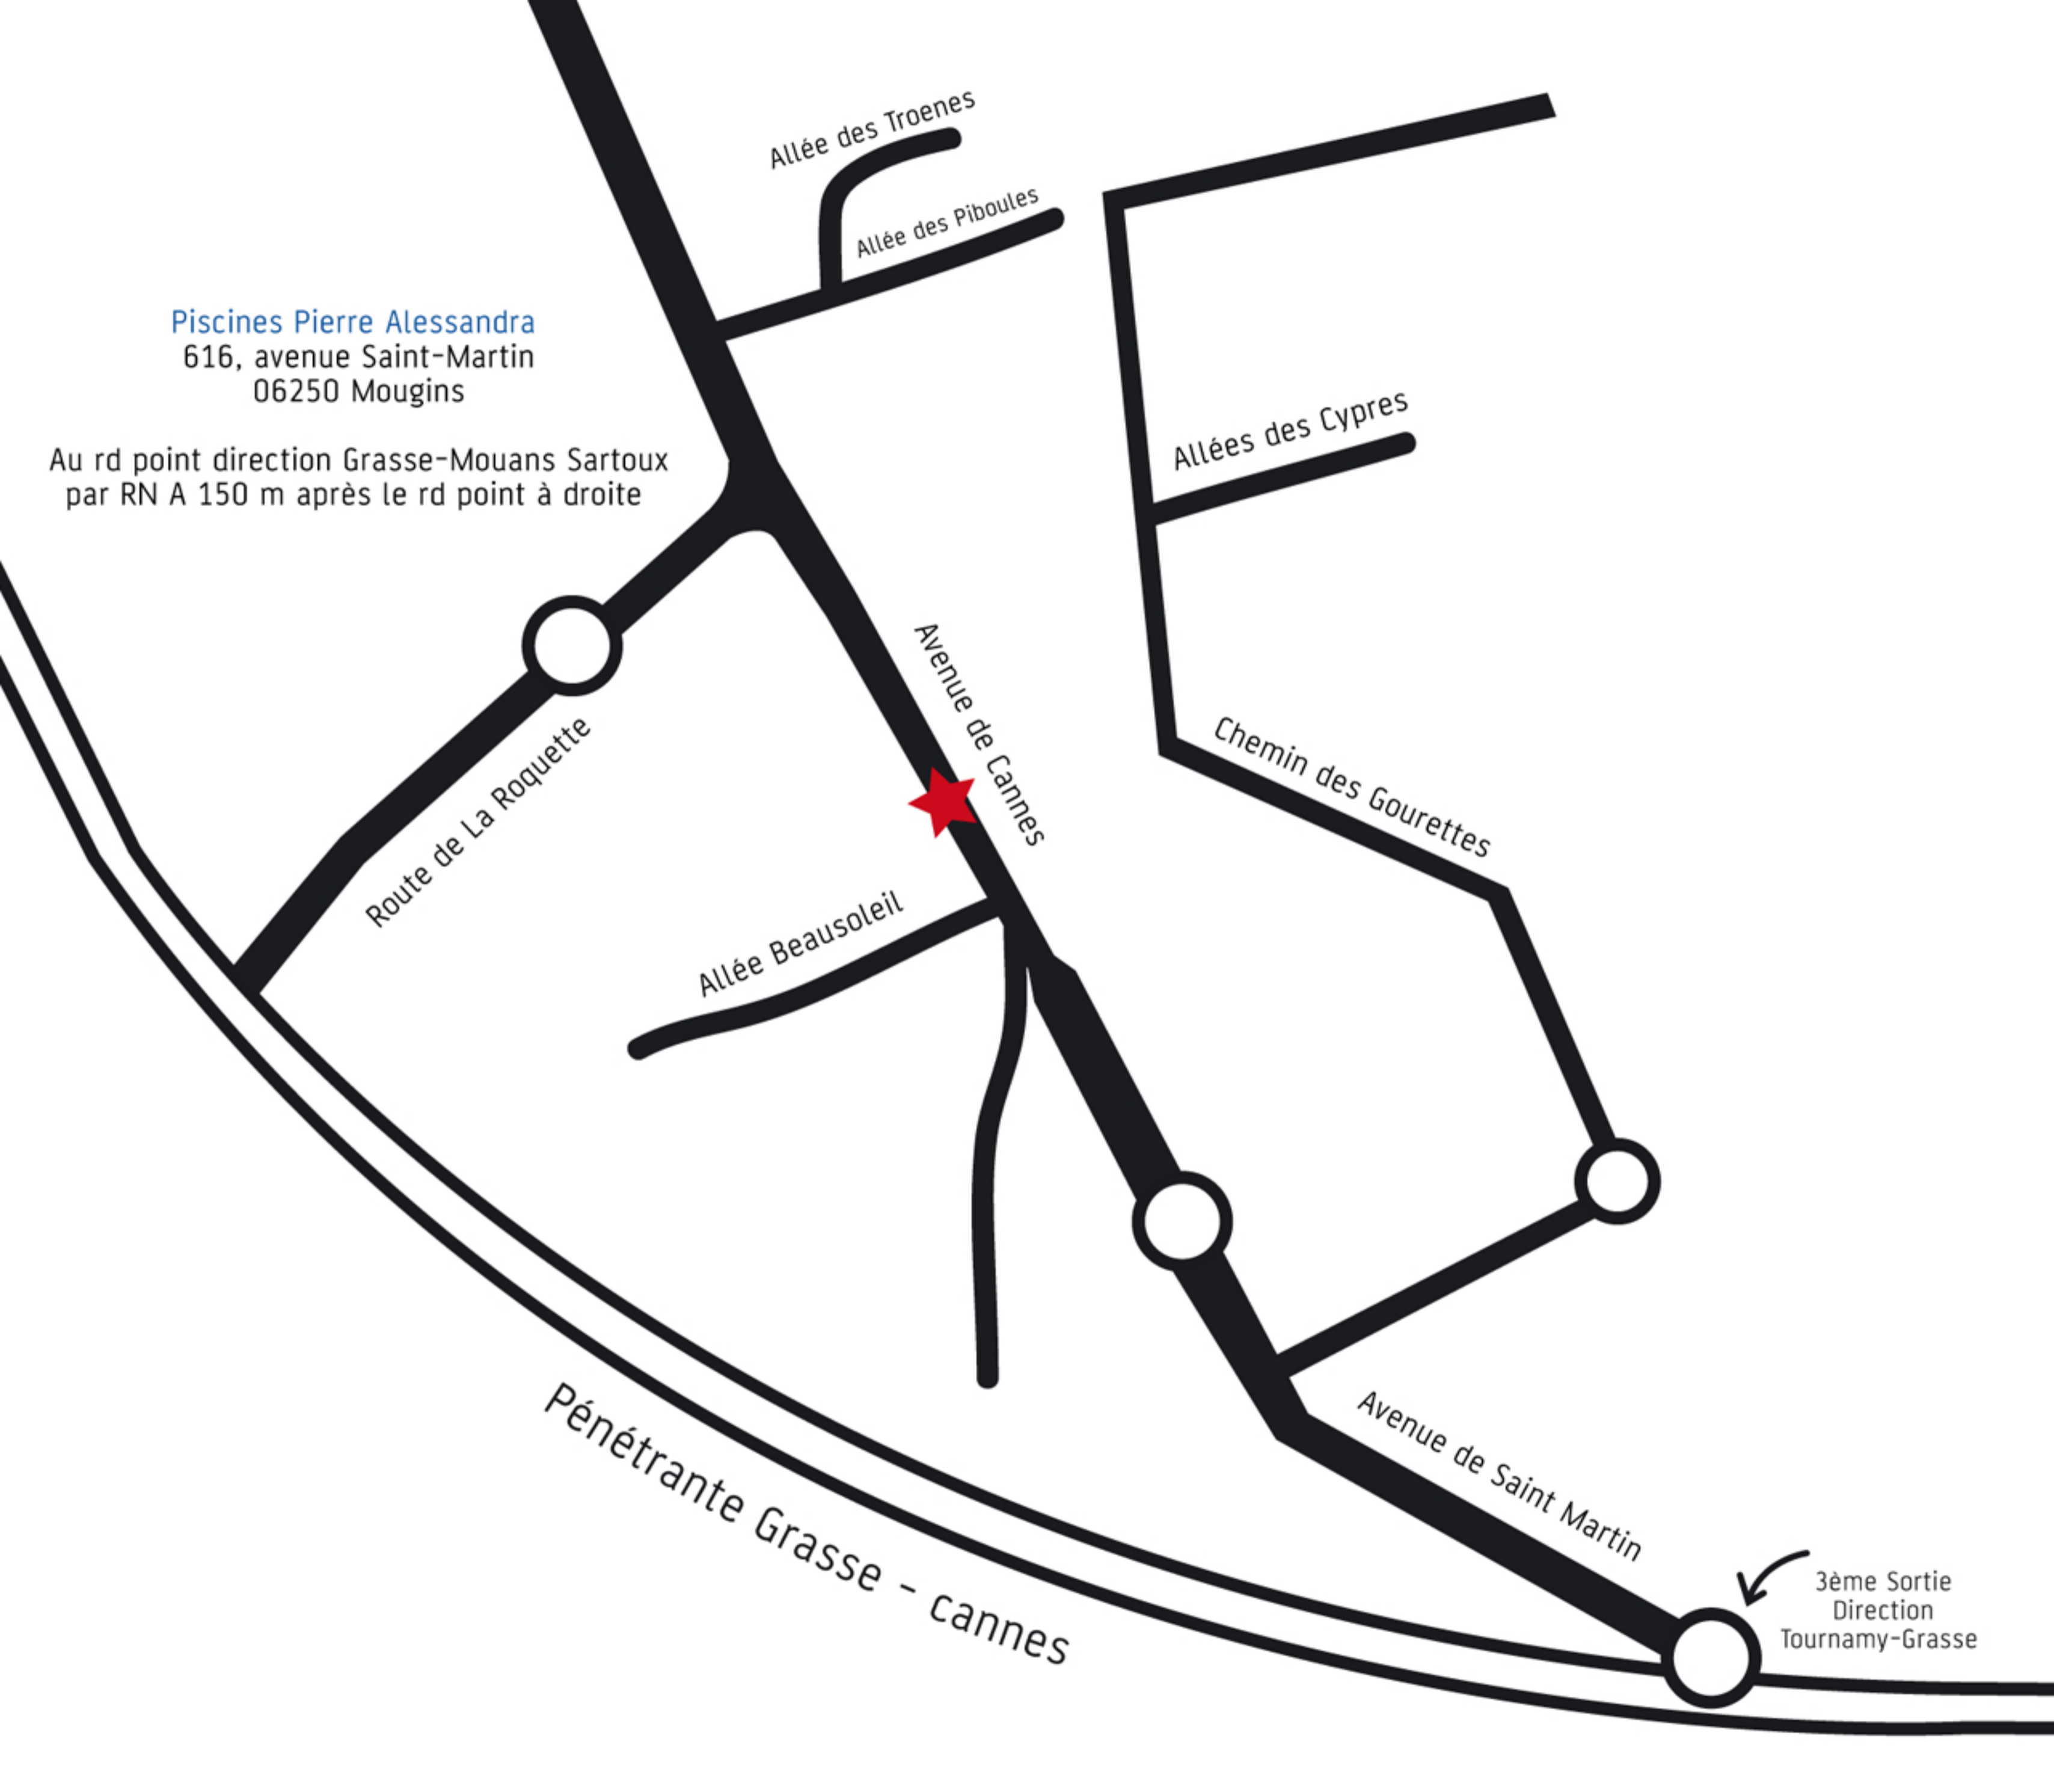 Allée des Troenes
Allée des Piboules
Piscines Pierre Alessandra
616, avenue Saint-Martin
06250 Mougins
Au rd point direction Grasse-Mouans Sartoux
par RN A 150 m après le rd point à droite
Allées des Cypres
Avenue de Cannes
Route de La Roquette
Chemin des Gourettes
Allée Beausoleil
Avenue de Saint Martin
Pénétrante Grasse - cannes
3ème Sortie
Direction
Tournamy-Grasse